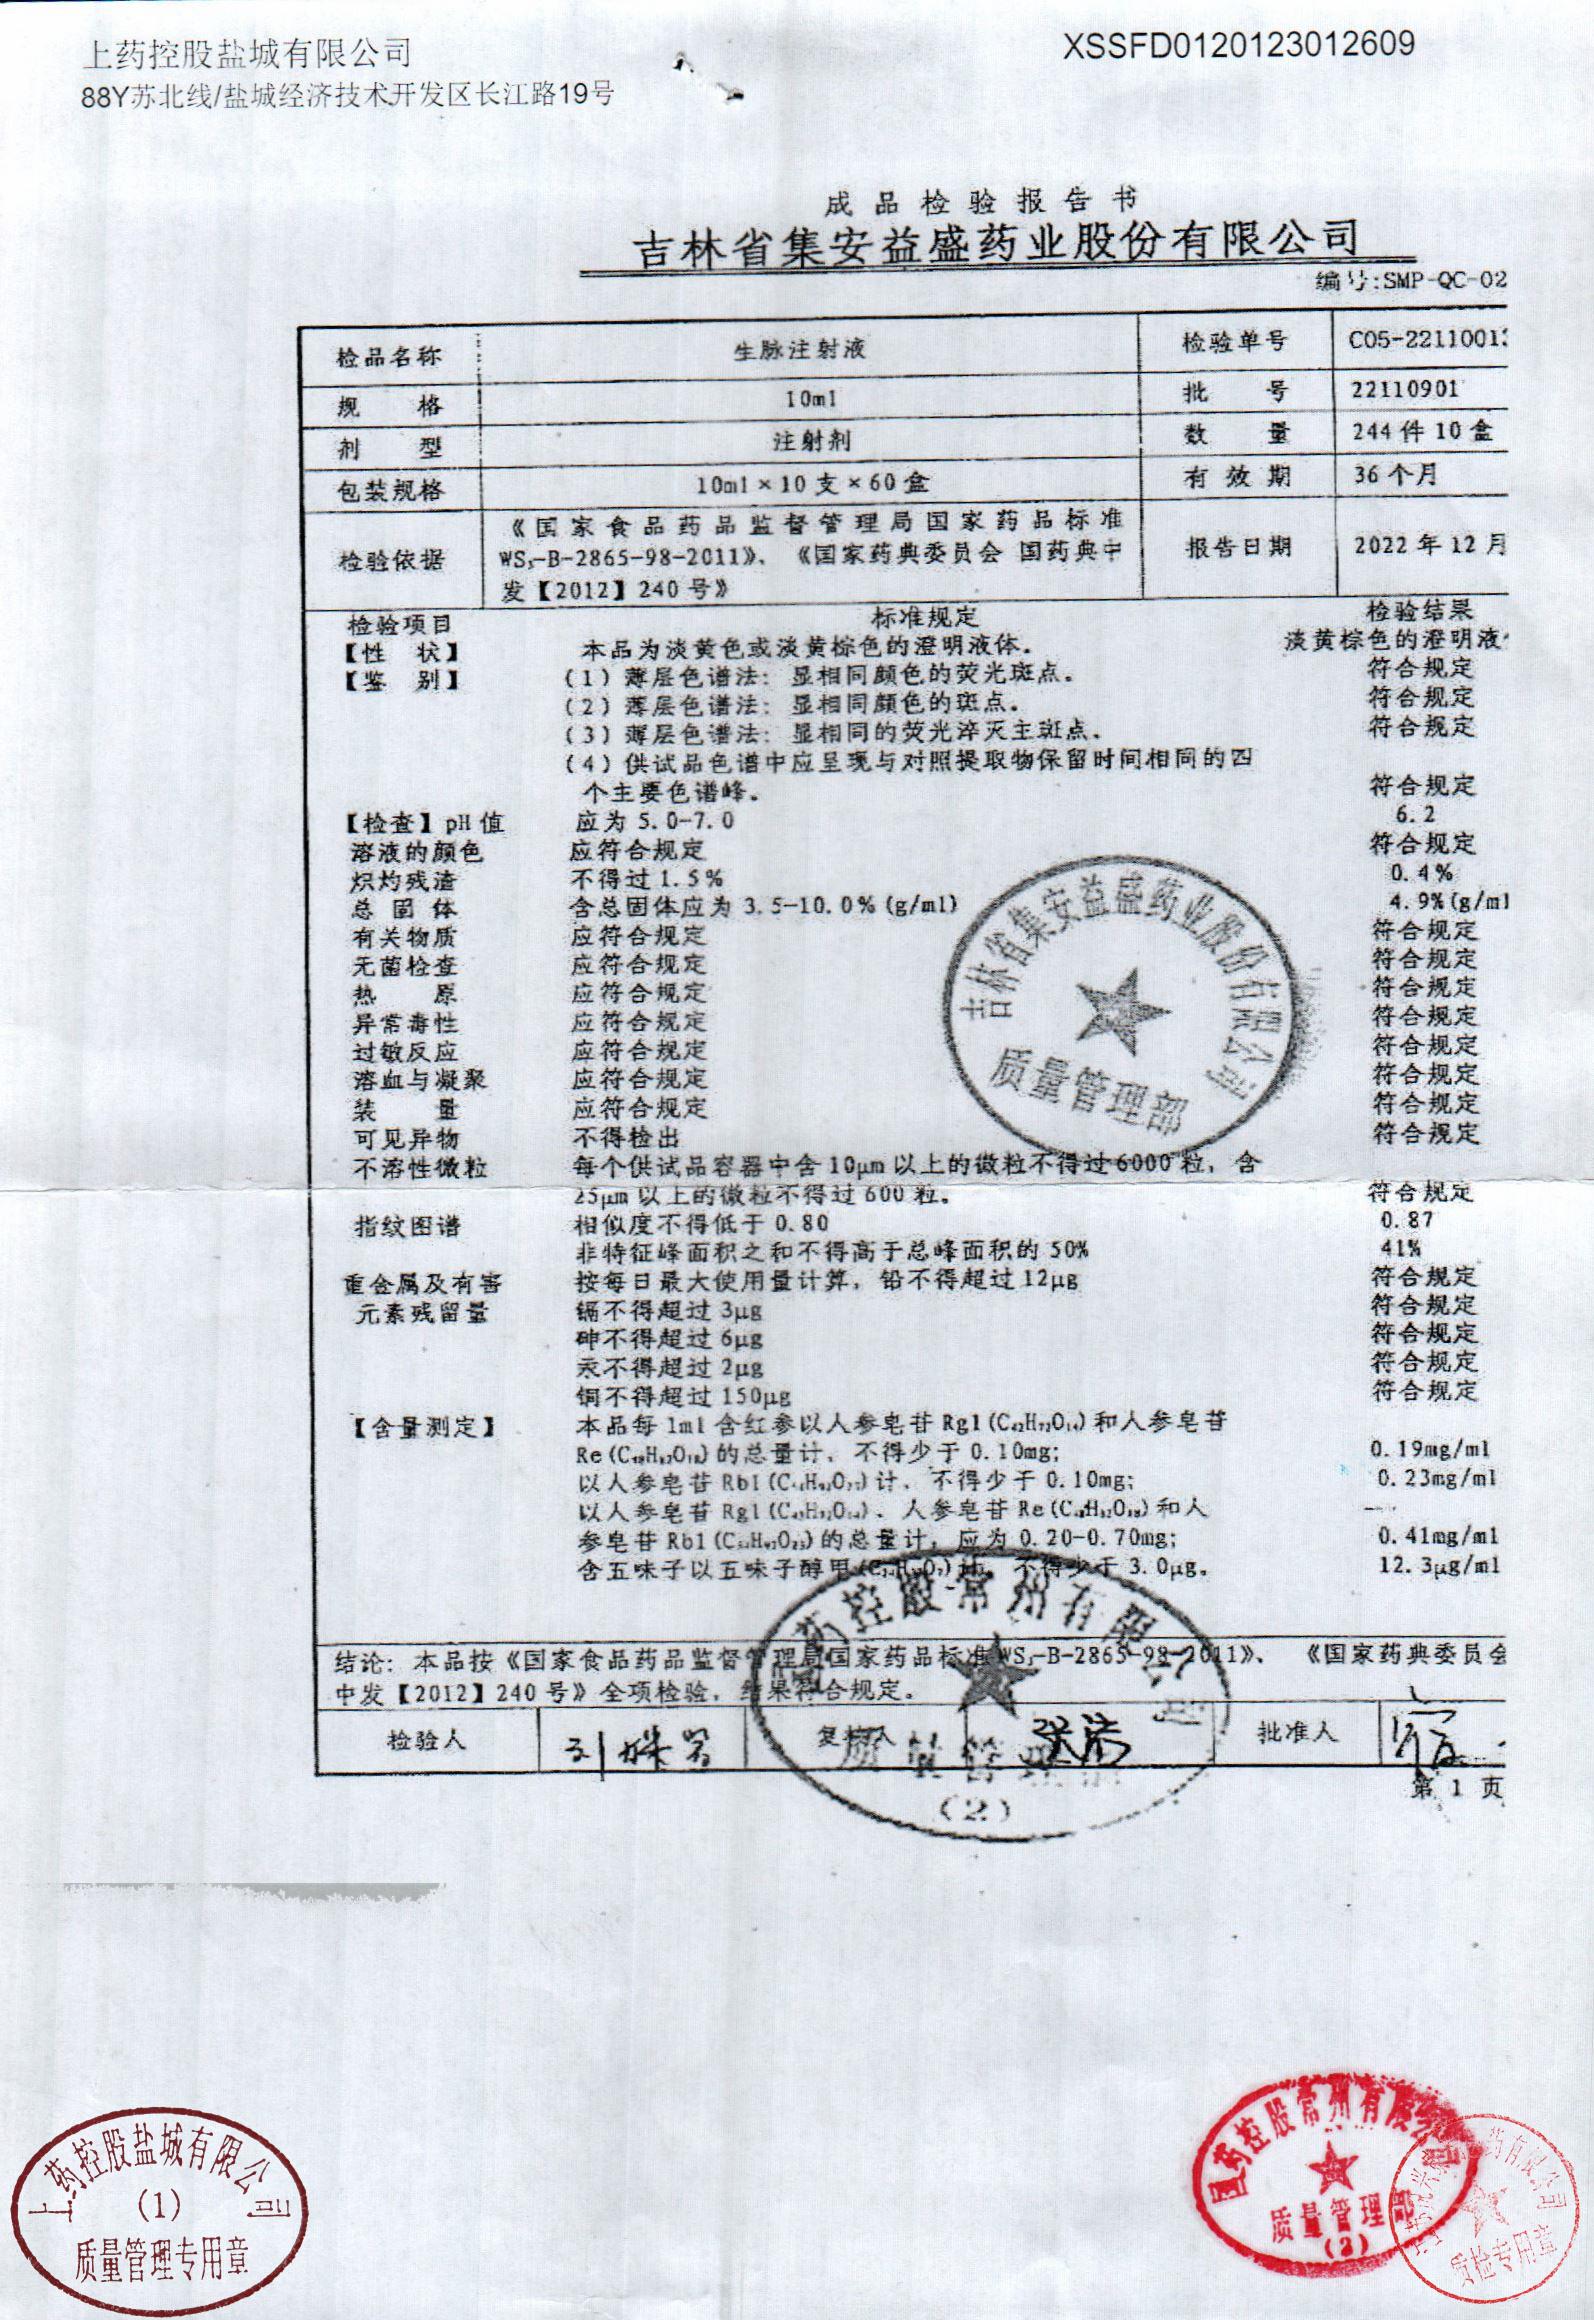 上药控股盐城有限公司
XSSFD0120123012609
88Y苏北线/盐城经济技术开发区长江路19号
成品检验报告书
吉林省集安益盛药业股份有限公司
编号:SMP-QC-02
检品名称 生脉注射液 检验单号 C05-2211001
规 格 10ml 批 号 22110901
剂 型 注射剂 数 量 244件10盒
包装规格 10ml×10支×60盒 有 效 期 36个月
检验依据 《国家食品药品监督管理局国家药品标准
WS₃-B-2865-98-2011》、《国家药典委员会 国药典中
发【2012】240号》
报告日期 2022年12月
检验项目 标准规定 检验结果
【性 状】 本品为淡黄色或淡黄棕色的澄明液体。 淡黄棕色的澄明液
【鉴 别】 (1)薄层色谱法：显相同颜色的荧光斑点。 符合规定
(2)薄层色谱法：显相同颜色的斑点。 符合规定
(3)薄层色谱法：显相同的荧光淬灭主斑点。 符合规定
(4)供试品色谱中应呈现与对照提取物保留时间相同的四
个主要色谱峰。 符合规定
【检查】pH值 应为5.0-7.0 6.2
溶液的颜色 应符合规定 符合规定
炽灼残渣 不得过1.5% 0.4%
总 固 体 含总固体应为3.5-10.0%(g/ml) 4.9%(g/ml
有关物质 应符合规定 符合规定
无菌检查 应符合规定 符合规定
热 原 应符合规定 符合规定
异常毒性 应符合规定 符合规定
过敏反应 应符合规定 符合规定
溶血与凝聚 应符合规定 符合规定
装 量 应符合规定 符合规定
可见异物 不得检出 符合规定
不溶性微粒 每个供试品容器中含10μm以上的微粒不得过6000粒，含
25μm以上的微粒不得过600粒。 符合规定
指纹图谱 相似度不得低于0.80 0.87
非特征峰面积之和不得高于总峰面积的50% 41%
重金属及有害 按每日最大使用量计算，铅不得超过12μg 符合规定
元素残留量 镉不得超过3μg 符合规定
砷不得超过6μg 符合规定
汞不得超过2μg 符合规定
铜不得超过150μg 符合规定
【含量测定】 本品每1ml含红参以人参皂苷Rg1(C₄₂H₇₂O₁₄)和人参皂苷
Re(C₄₈H₈₂O₁₈)的总量计，不得少于0.10mg; 0.19mg/ml
以人参皂苷Rb1 计，不得少于0.10mg; 0.23mg/ml
以人参皂苷Rg1(C₄₂H₇₂O₁₄)、人参皂苷Re(C₄₈H₈₂O₁₈)和人
参皂苷Rb1 的总量计，应为0.20-0.70mg; 0.41mg/ml
含五味子以五味子醇甲 计，不得少于3.0μg。 12.3μg/ml
结论：本品按《国家食品药品监督管理局国家药品标准WS₃-B-2865-98-2011》、《国家药典委员会
中发【2012】240号》全项检验，结果符合规定。
检验人 复核人 批准人
第 1 页
吉林省集安益盛药业股份有限公司
质量管理部
药控股常州有限公司
质量管理部
(2)
上药控股盐城有限公司
(1)
质量管理专用章
国药控股常州有限公司
质量管理部
(2)
药有限公司
质检专用章